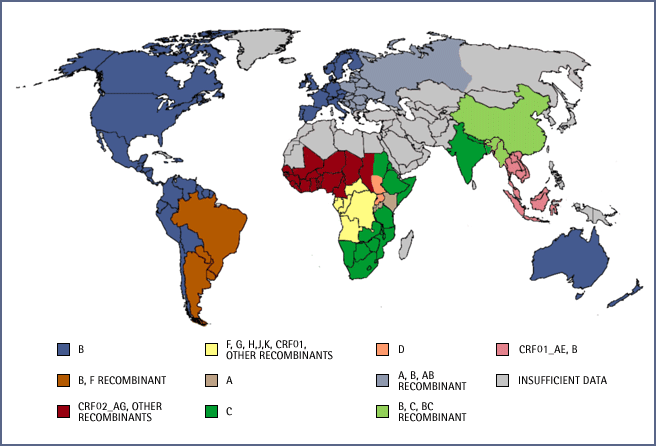 B
F, G, H,J,K, CRF01,
OTHER RECOMBINANTS
D
CRF01_AE, B
B, F RECOMBINANT
A
A, B, AB
RECOMBINANT
INSUFFICIENT DATA
CRF02_AG, OTHER
RECOMBINANTS
C
B, C, BC
RECOMBINANT